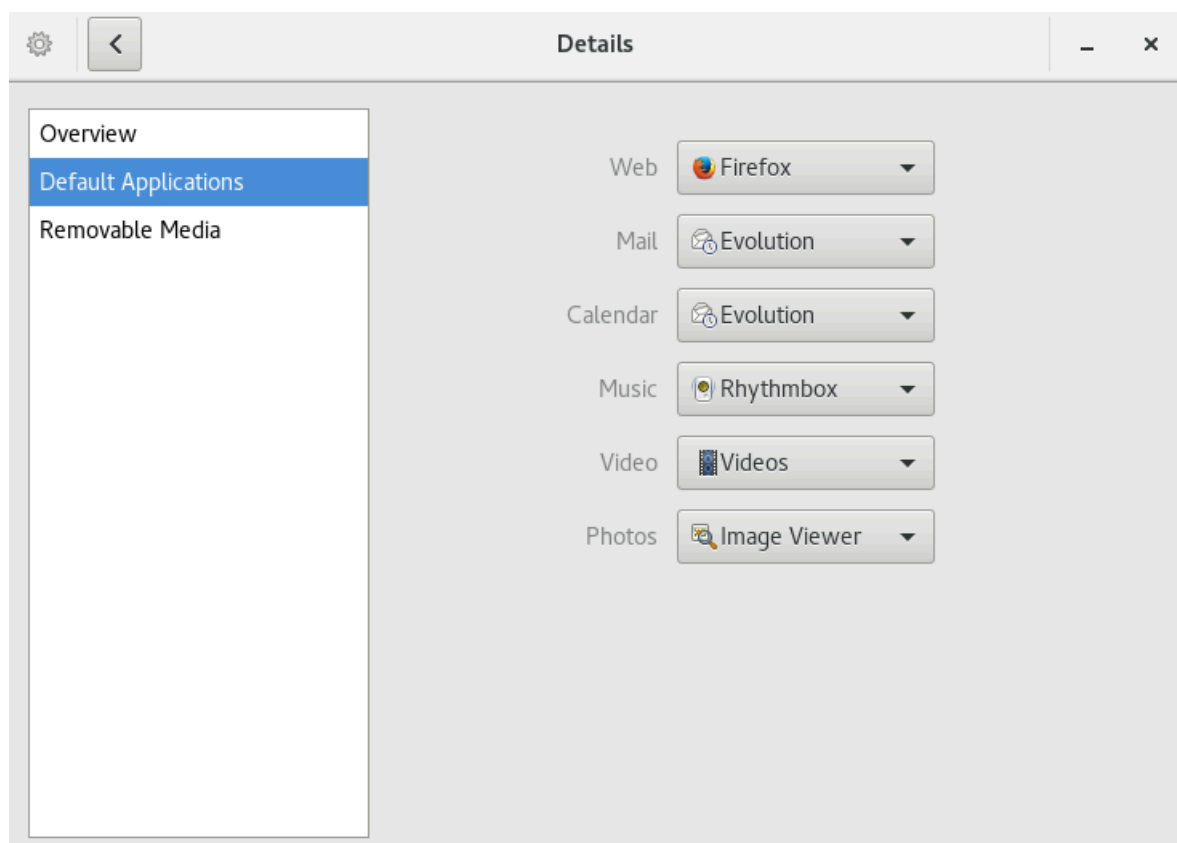 Details
Overview
Default Applications
Removable Media
Web Firefox
Mail Evolution
Calendar Evolution
Music Rhythmbox
Video Videos
Photos Image Viewer